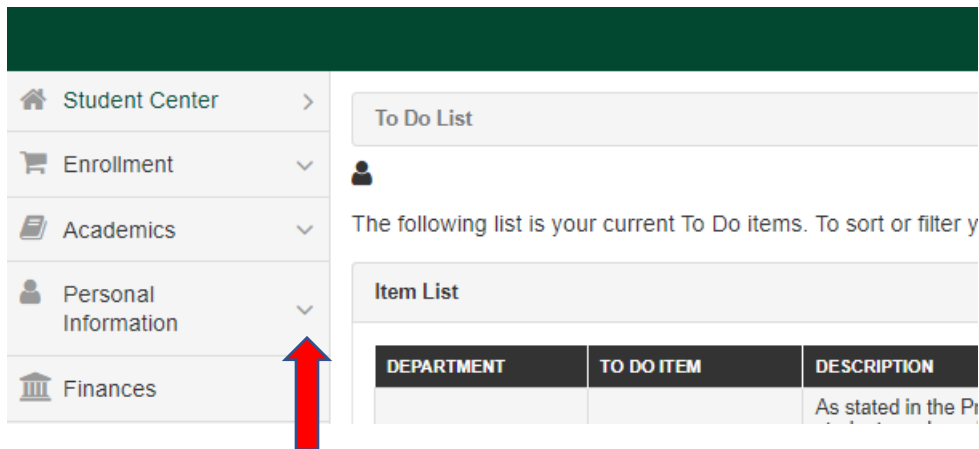 Student Center
Enrollment
Academics
Personal
Information
Finances
To Do List
The following list is your current To Do items. To sort or filter
Item List
DEPARTMENT TO DO ITEM DESCRIPTION
As stated in the